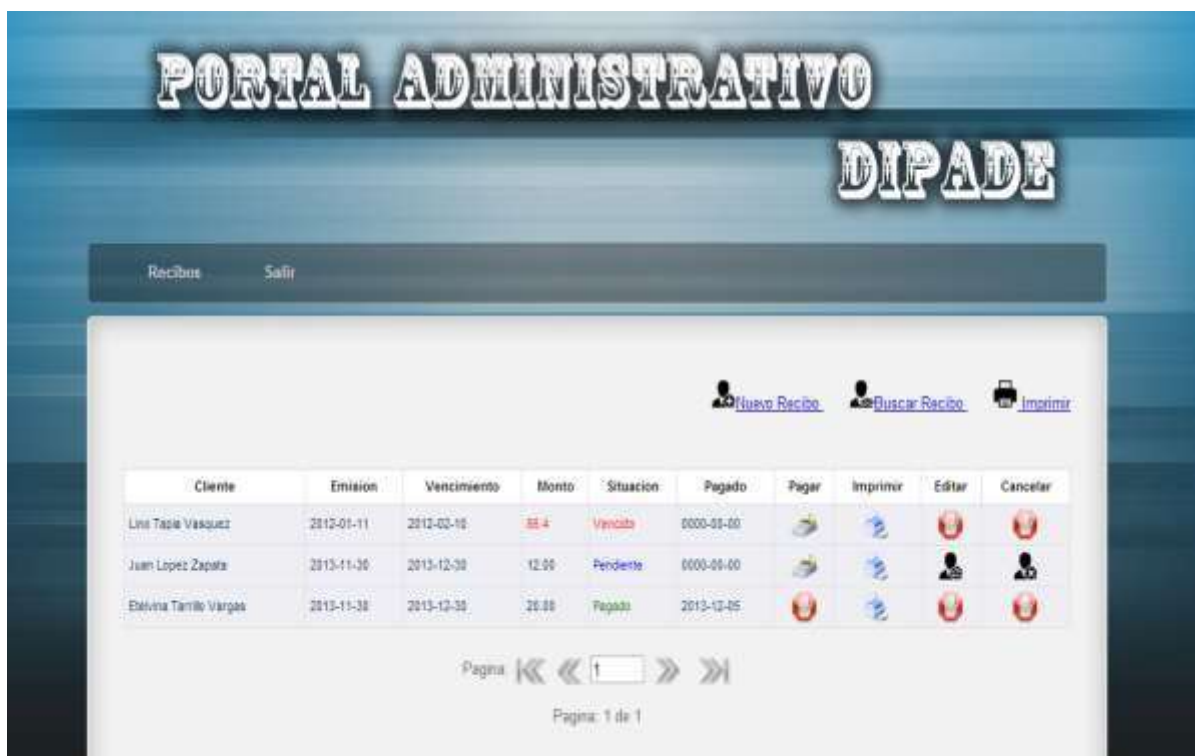 PORTAL ADMINISTRATIVO
DIPADE
Recibos Salir
Nuevo Recibo Buscar Recibo Imprimir
Cliente Emision Vencimiento Monto Situacion Pagado Pagar Imprimir Editar Cancelar
Lino Tapia Vasquez 2012-01-11 2012-02-10 Vencido 0000-00-00
Juan Lopez Zapata 2013-11-30 2013-12-30 12.00 Pendiente 0000-00-00
Etelvina Tarrillo Vargas 2013-11-30 2013-12-30 20.00 Pagado 2013-12-05
Pagina: 1
Pagina: 1 de 1